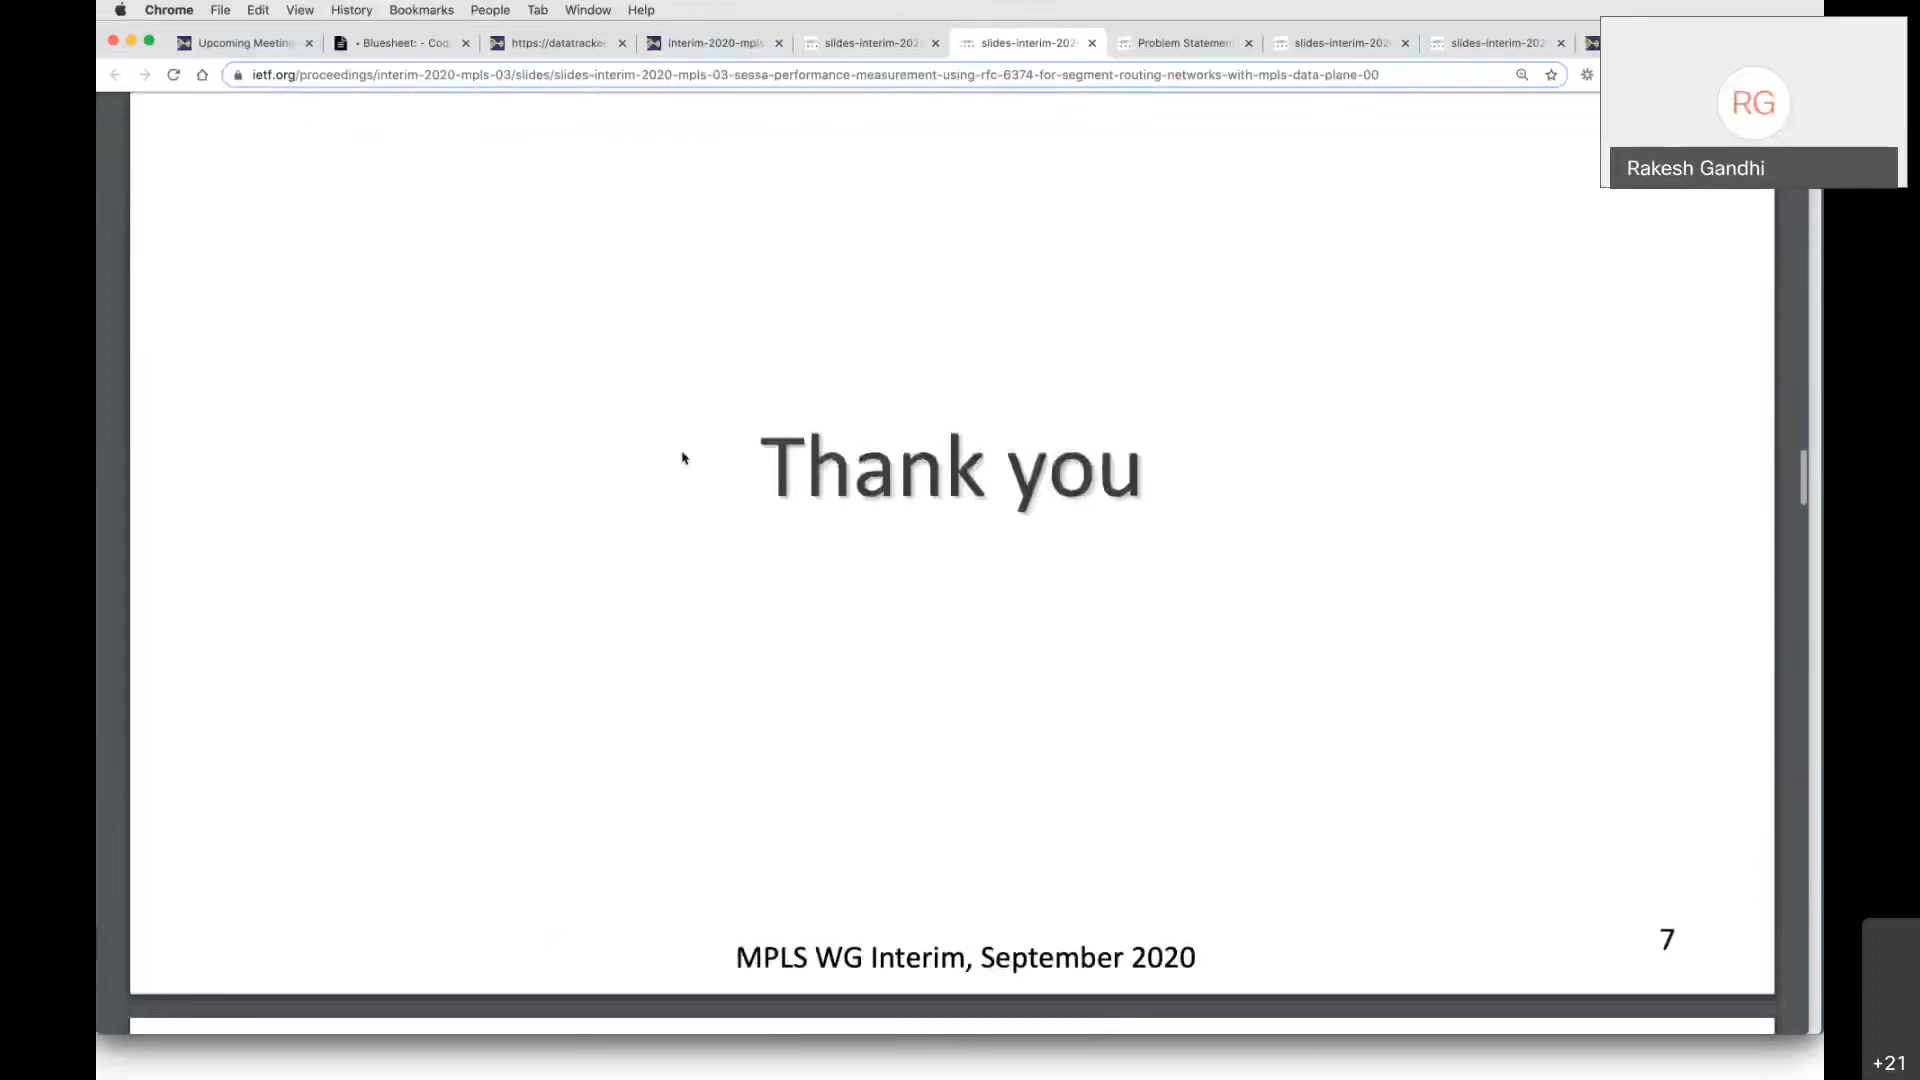 Chrome File Edit View History Bookmarks People Tab Window Help
Upcoming Meeting • Bluesheet: - Cod https://datatracke Interim-2020-mpls slides-interim-202 slides-interim-202 Problem Statemen slides-interim-202 slides-interim-202
ietf.org/proceedings/interim-2020-mpls-03/slides/slides-interim-2020-mpls-03-sessa-performance-measurement-using-rfc-6374-for-segment-routing-networks-with-mpls-data-plane-00
RG
Rakesh Gandhi
Thank you
7
MPLS WG Interim, September 2020
+21